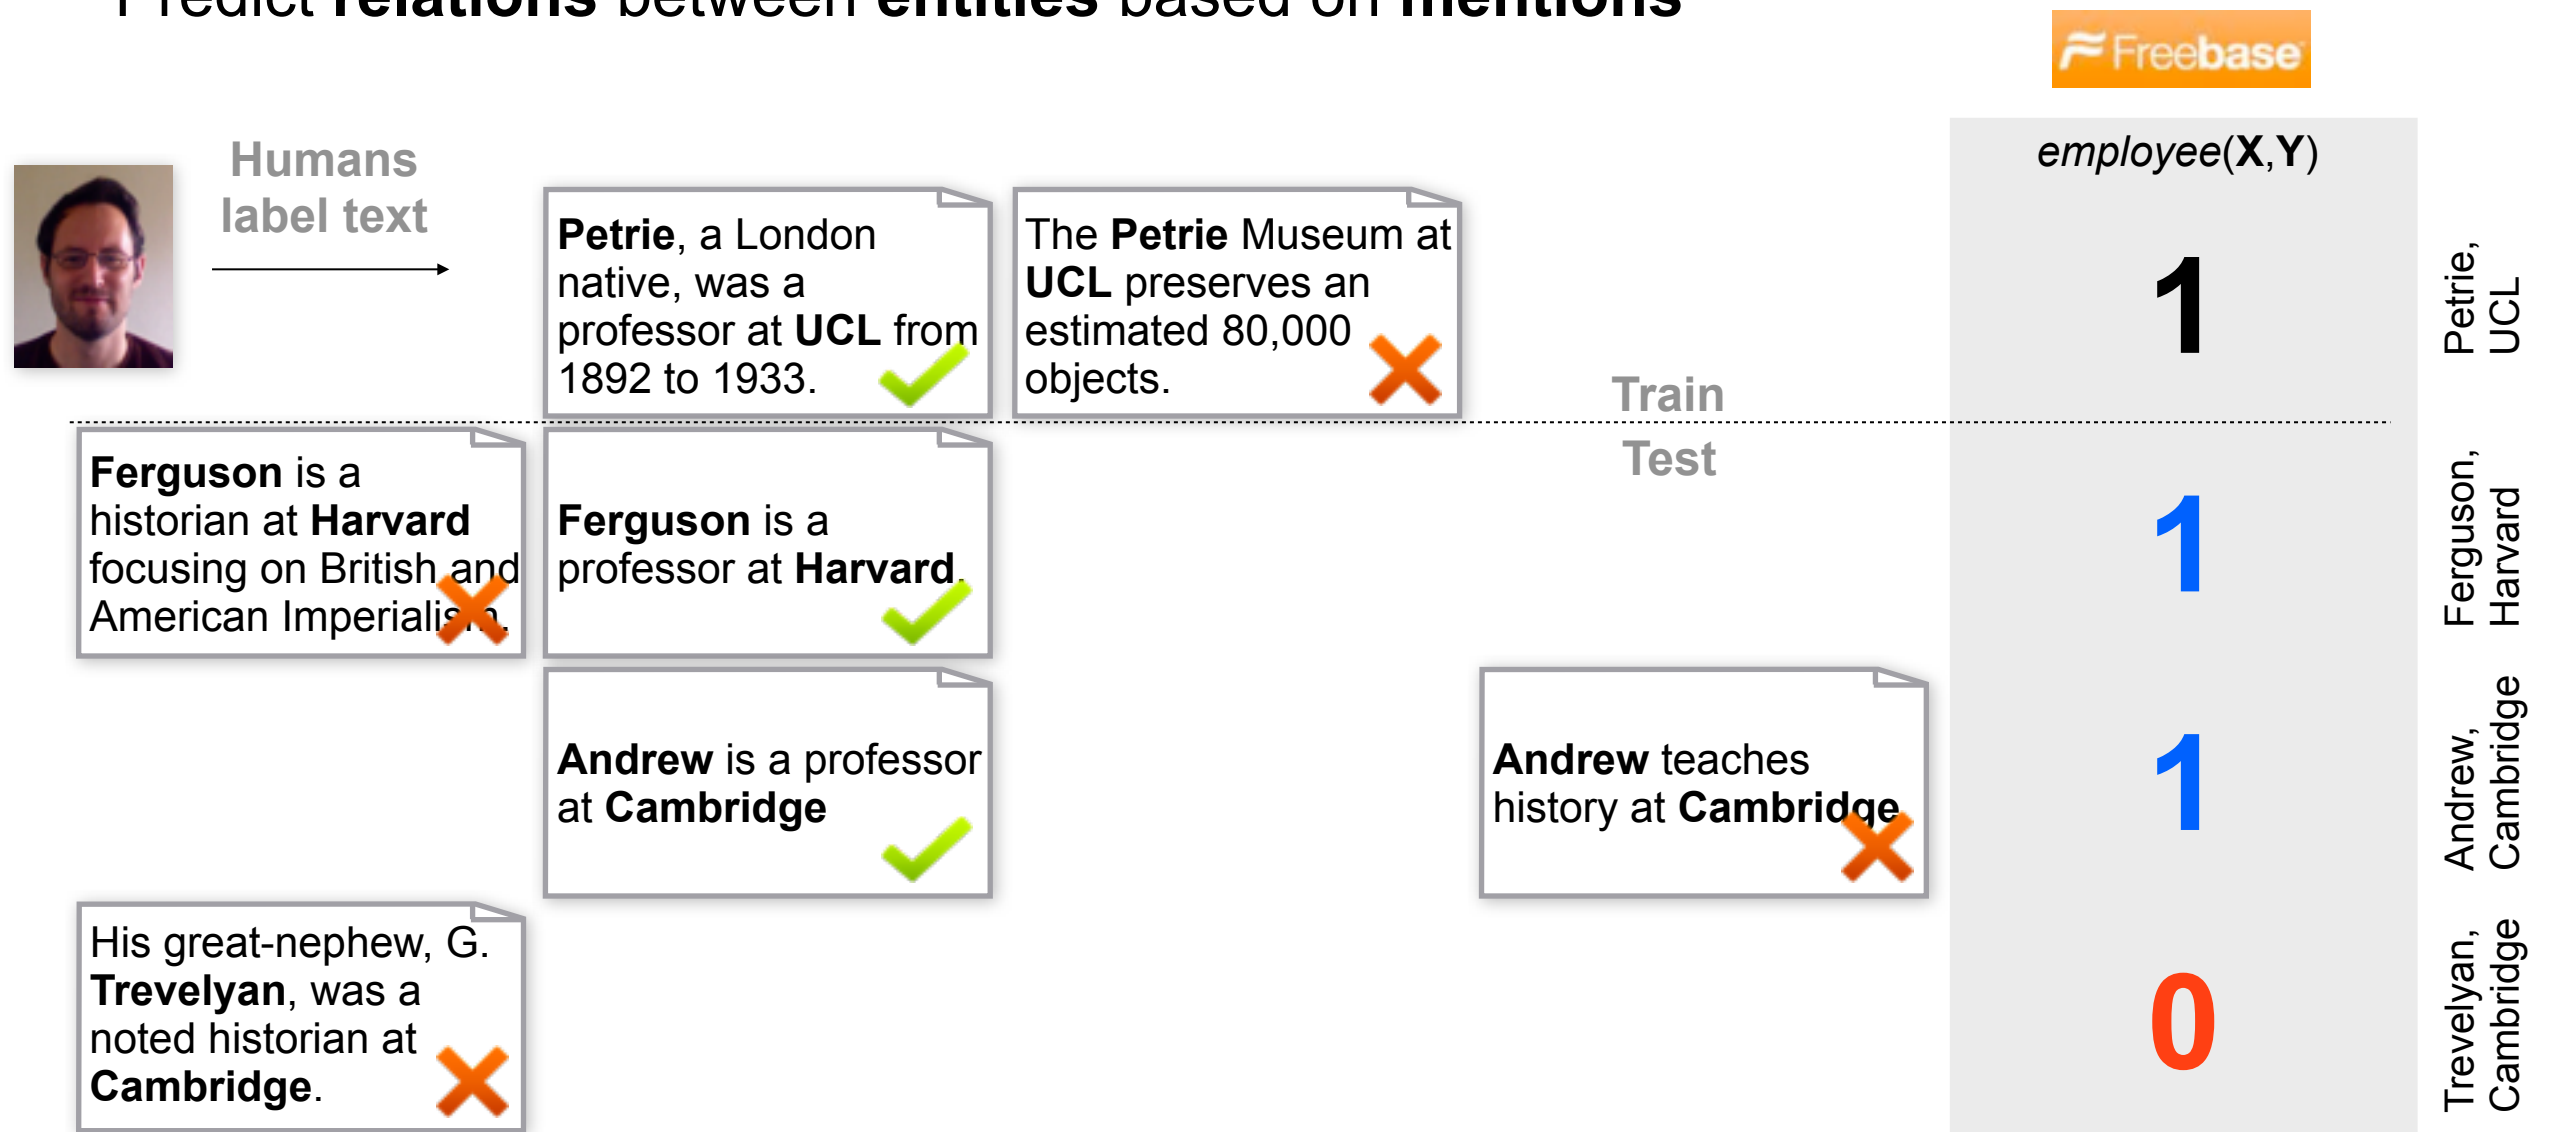 Predict relations between entities based on mentions
Freebase
employee(X,Y)
Humans
label text
Petrie, a London
native, was a
professor at UCL from
1892 to 1933.
The Petrie Museum at
UCL preserves an
estimated 80,000
objects.
1
Petrie,
UCL
Train
Test
Ferguson is a
historian at Harvard
focusing on British and
American Imperialism.
Ferguson is a
professor at Harvard.
1
Ferguson,
Harvard
Andrew is a professor
at Cambridge
Andrew teaches
history at Cambridge
1
Andrew,
Cambridge
His great-nephew, G.
Trevelyan, was a
noted historian at
Cambridge.
0
Trevelyan,
Cambridge